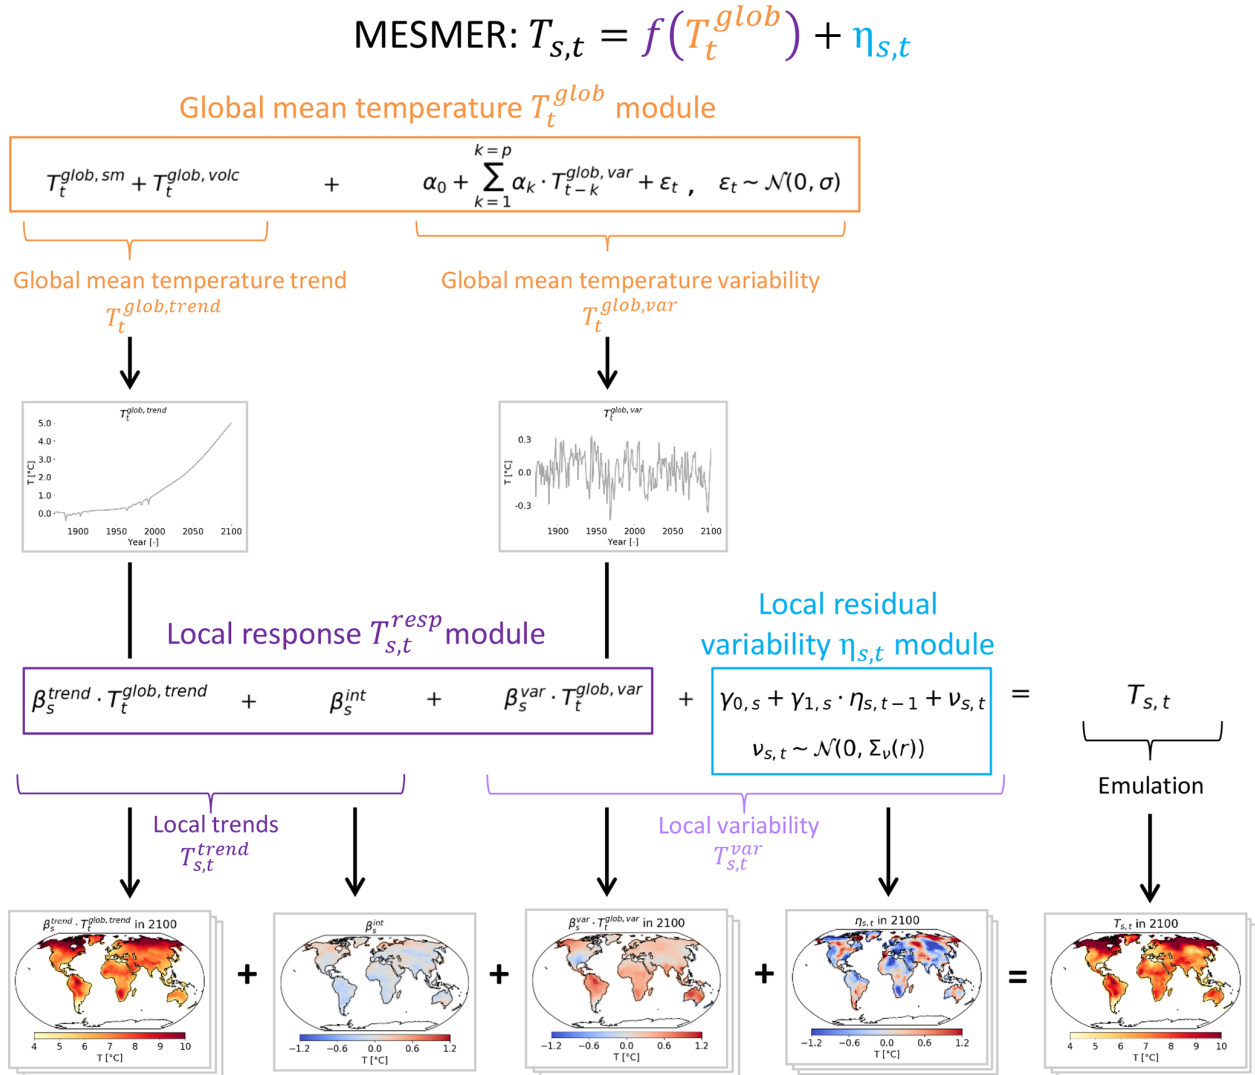 MESMER: T_{s,t} = f(T_t^{glob}) + η_{s,t}
Global mean temperature T_t^{glob} module
T_t^{glob, sm} + T_t^{glob, volc} + α_0 + ∑_{k=1}^{k=p} α_k · T_{t-k}^{glob, var} + ε_t , ε_t ~ 𝒩(0, σ)
Global mean temperature trend
T_t^{glob,trend}
Global mean temperature variability
T_t^{glob,var}
T_t^{glob, trend}
5.0
4.0
3.0
2.0
1.0
0.0
T [°C]
1900 1950 2000 2050 2100
Year [-]
T_t^{glob, var}
0.3
0.0
-0.3
T [°C]
1900 1950 2000 2050 2100
Year [-]
Local response T_{s,t}^{resp} module
Local residual
variability η_{s,t} module
β_s^{trend} · T_t^{glob, trend} + β_s^{int} + β_s^{var} · T_t^{glob, var} + γ_{0,s} + γ_{1,s} · η_{s,t-1} + ν_{s,t} = T_{s,t}
ν_{s,t} ~ 𝒩(0, Σ_ν(r))
Local trends
T_{s,t}^{trend}
Local variability
T_{s,t}^{var}
Emulation
β_s^{trend} · T_t^{glob, trend} in 2100
4 5 6 7 8 9 10
T [°C]
+
β_s^{int}
−1.2 −0.6 0.0 0.6 1.2
T [°C]
+
β_s^{var} · T_t^{glob, var} in 2100
−1.2 −0.6 0.0 0.6 1.2
T [°C]
+
η_{s,t} in 2100
−1.2 −0.6 0.0 0.6 1.2
T [°C]
=
T_{s,t} in 2100
4 5 6 7 8 9 10
T [°C]